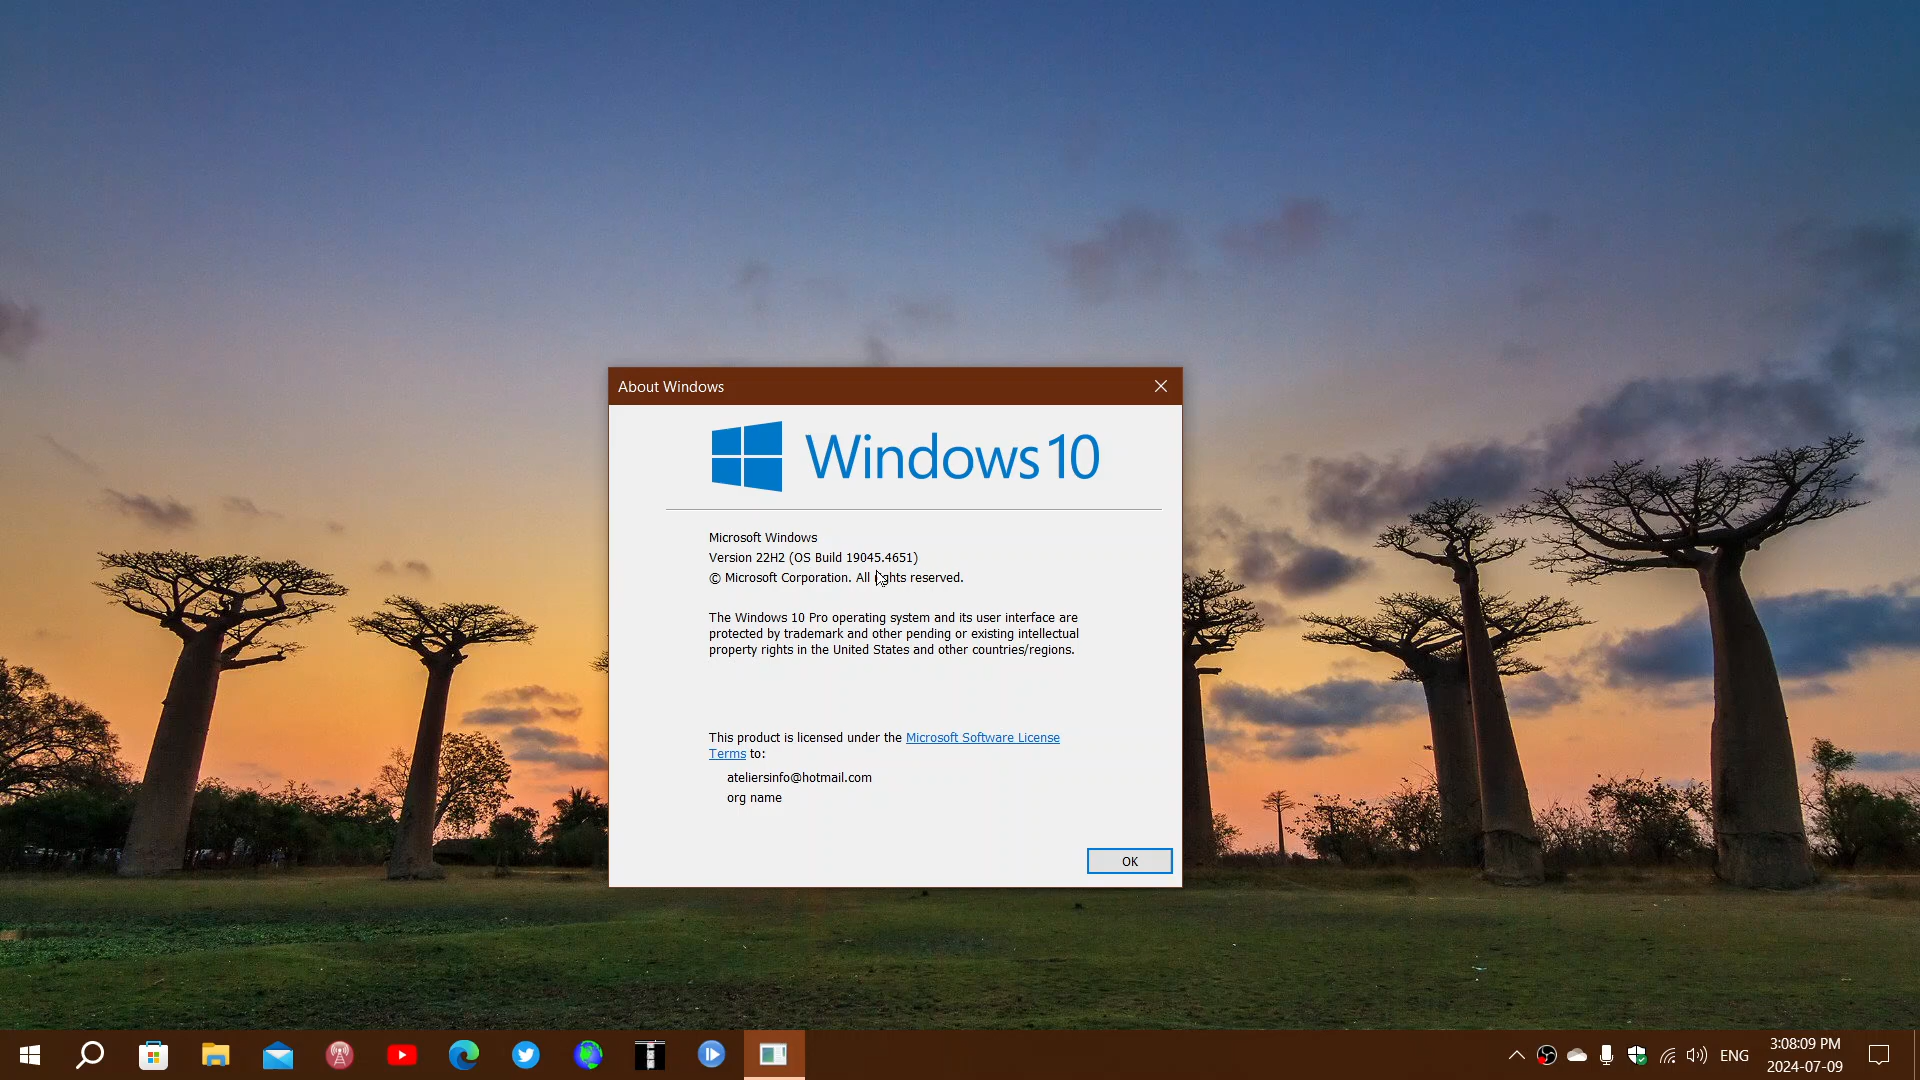 About Windows
Windows 10
Microsoft Windows
Version 22H2 (OS Build 19045.4651)
© Microsoft Corporation. All rights reserved.
The Windows 10 Pro operating system and its user interface are
protected by trademark and other pending or existing intellectual
property rights in the United States and other countries/regions.
This product is licensed under the Microsoft Software License
Terms to:
ateliersinfo@hotmail.com
org name
OK
ENG
3:08:09 PM
2024-07-09